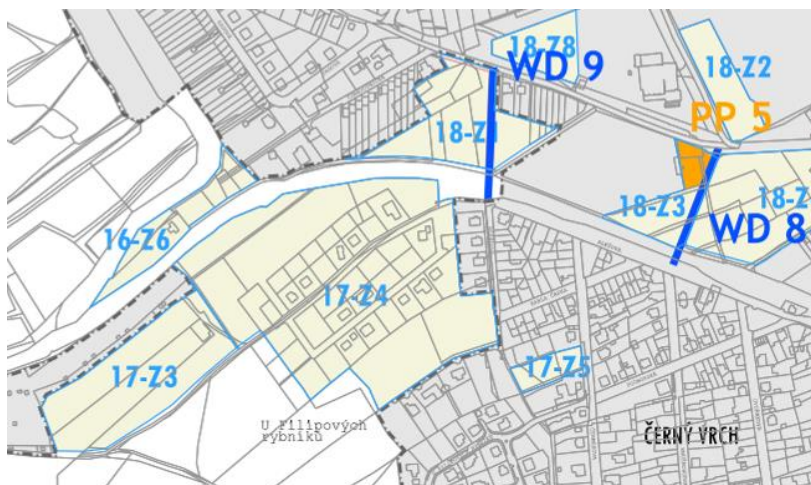 18-Z8
WD 9
18-Z2
PP 5
18-Z1
18-Z
18-Z3
WD 8
16-Z6
17-Z4
17-Z3
17-Z5
U Filipových
rybníků
ČERNÝ VRCH